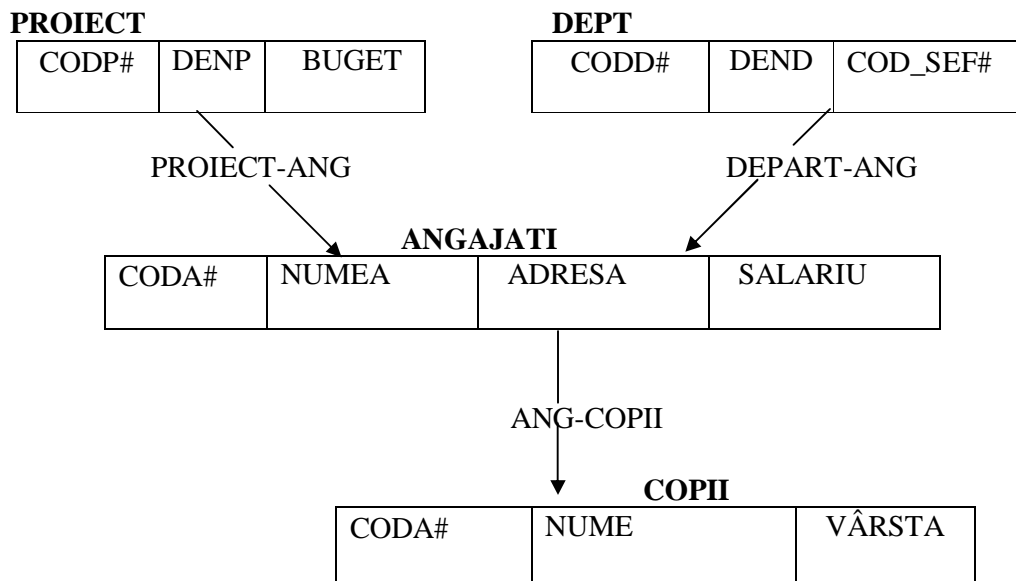 PROIECT DEPT
CODP# DENP BUGET CODD# DEND COD_SEF#
PROIECT-ANG DEPART-ANG
ANGAJATI
CODA# NUMEA ADRESA SALARIU
ANG-COPII
COPII
CODA# NUME VÂRSTA